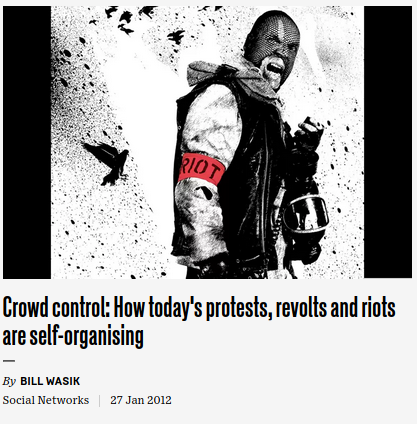 RIOT
Crowd control: How today's protests, revolts and riots
are self-organising
By BILL WASIK
Social Networks | 27 Jan 2012